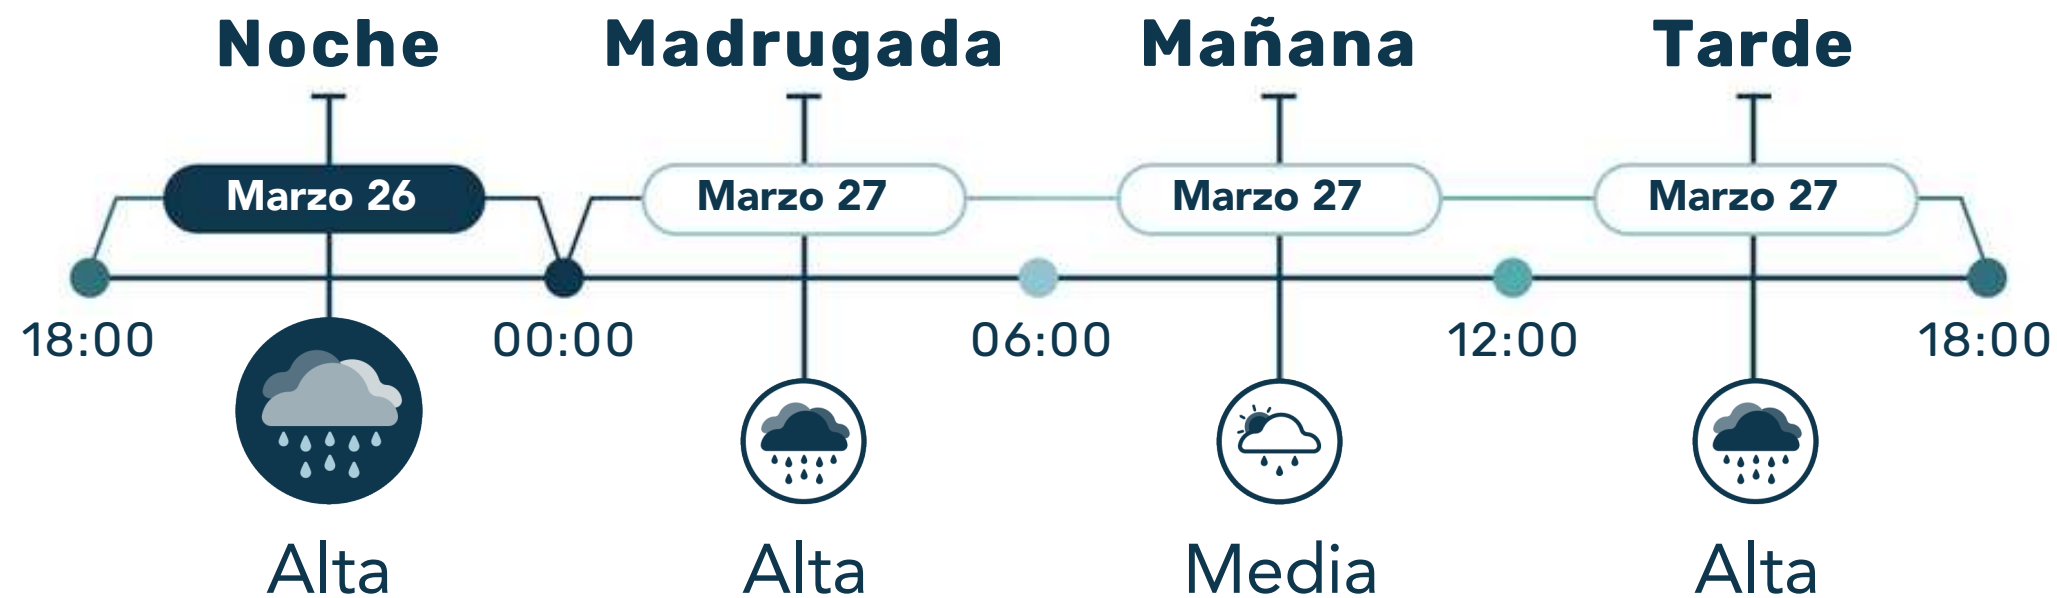 Noche Madrugada Mañana Tarde
Marzo 26 Marzo 27 Marzo 27 Marzo 27
18:00 00:00 06:00 12:00 18:00
Alta Alta Media Alta